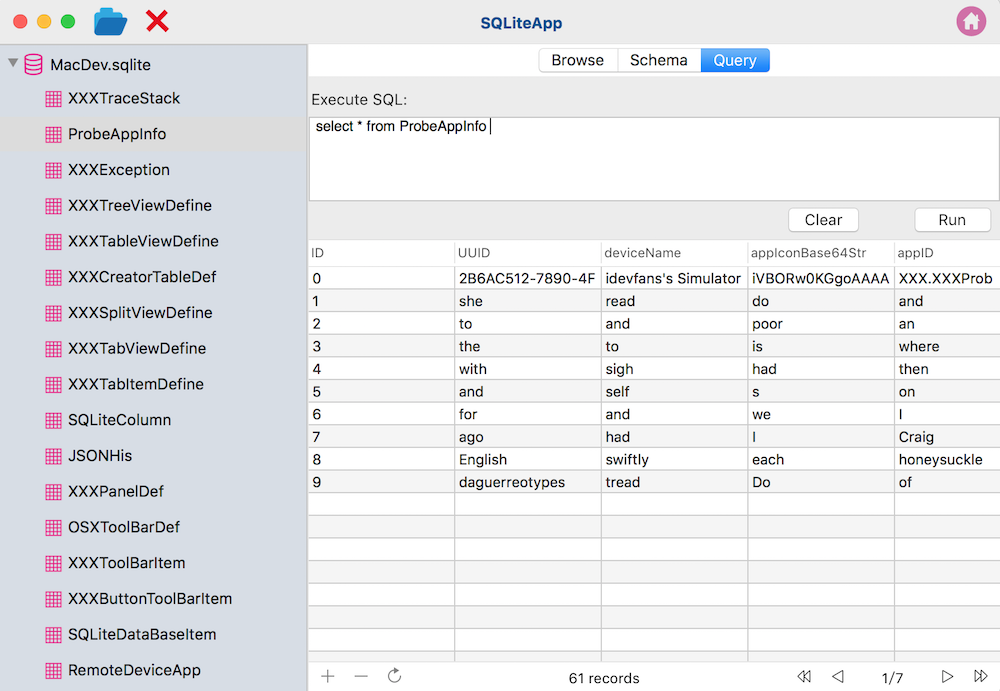 SQLiteApp
MacDev.sqlite
XXXTraceStack
ProbeAppInfo
XXXException
XXXTreeViewDefine
XXXTableViewDefine
XXXCreatorTableDef
XXXSplitViewDefine
XXXTabViewDefine
XXXTabItemDefine
SQLiteColumn
JSONHis
XXXPanelDef
OSXToolBarDef
XXXToolBarItem
XXXButtonToolBarItem
SQLiteDataBaseItem
RemoteDeviceApp
Browse Schema Query
Execute SQL:
select * from ProbeAppInfo
Clear Run
ID UUID deviceName appIconBase64Str appID
0 2B6AC512-7890-4F idevfans's Simulator iVBORw0KGgoAAAA XXX.XXXProb
1 she read do and
2 to and poor an
3 the to is where
4 with sigh had then
5 and self s on
6 for and we I
7 ago had I Craig
8 English swiftly each honeysuckle
9 daguerreotypes tread Do of
61 records 1/7